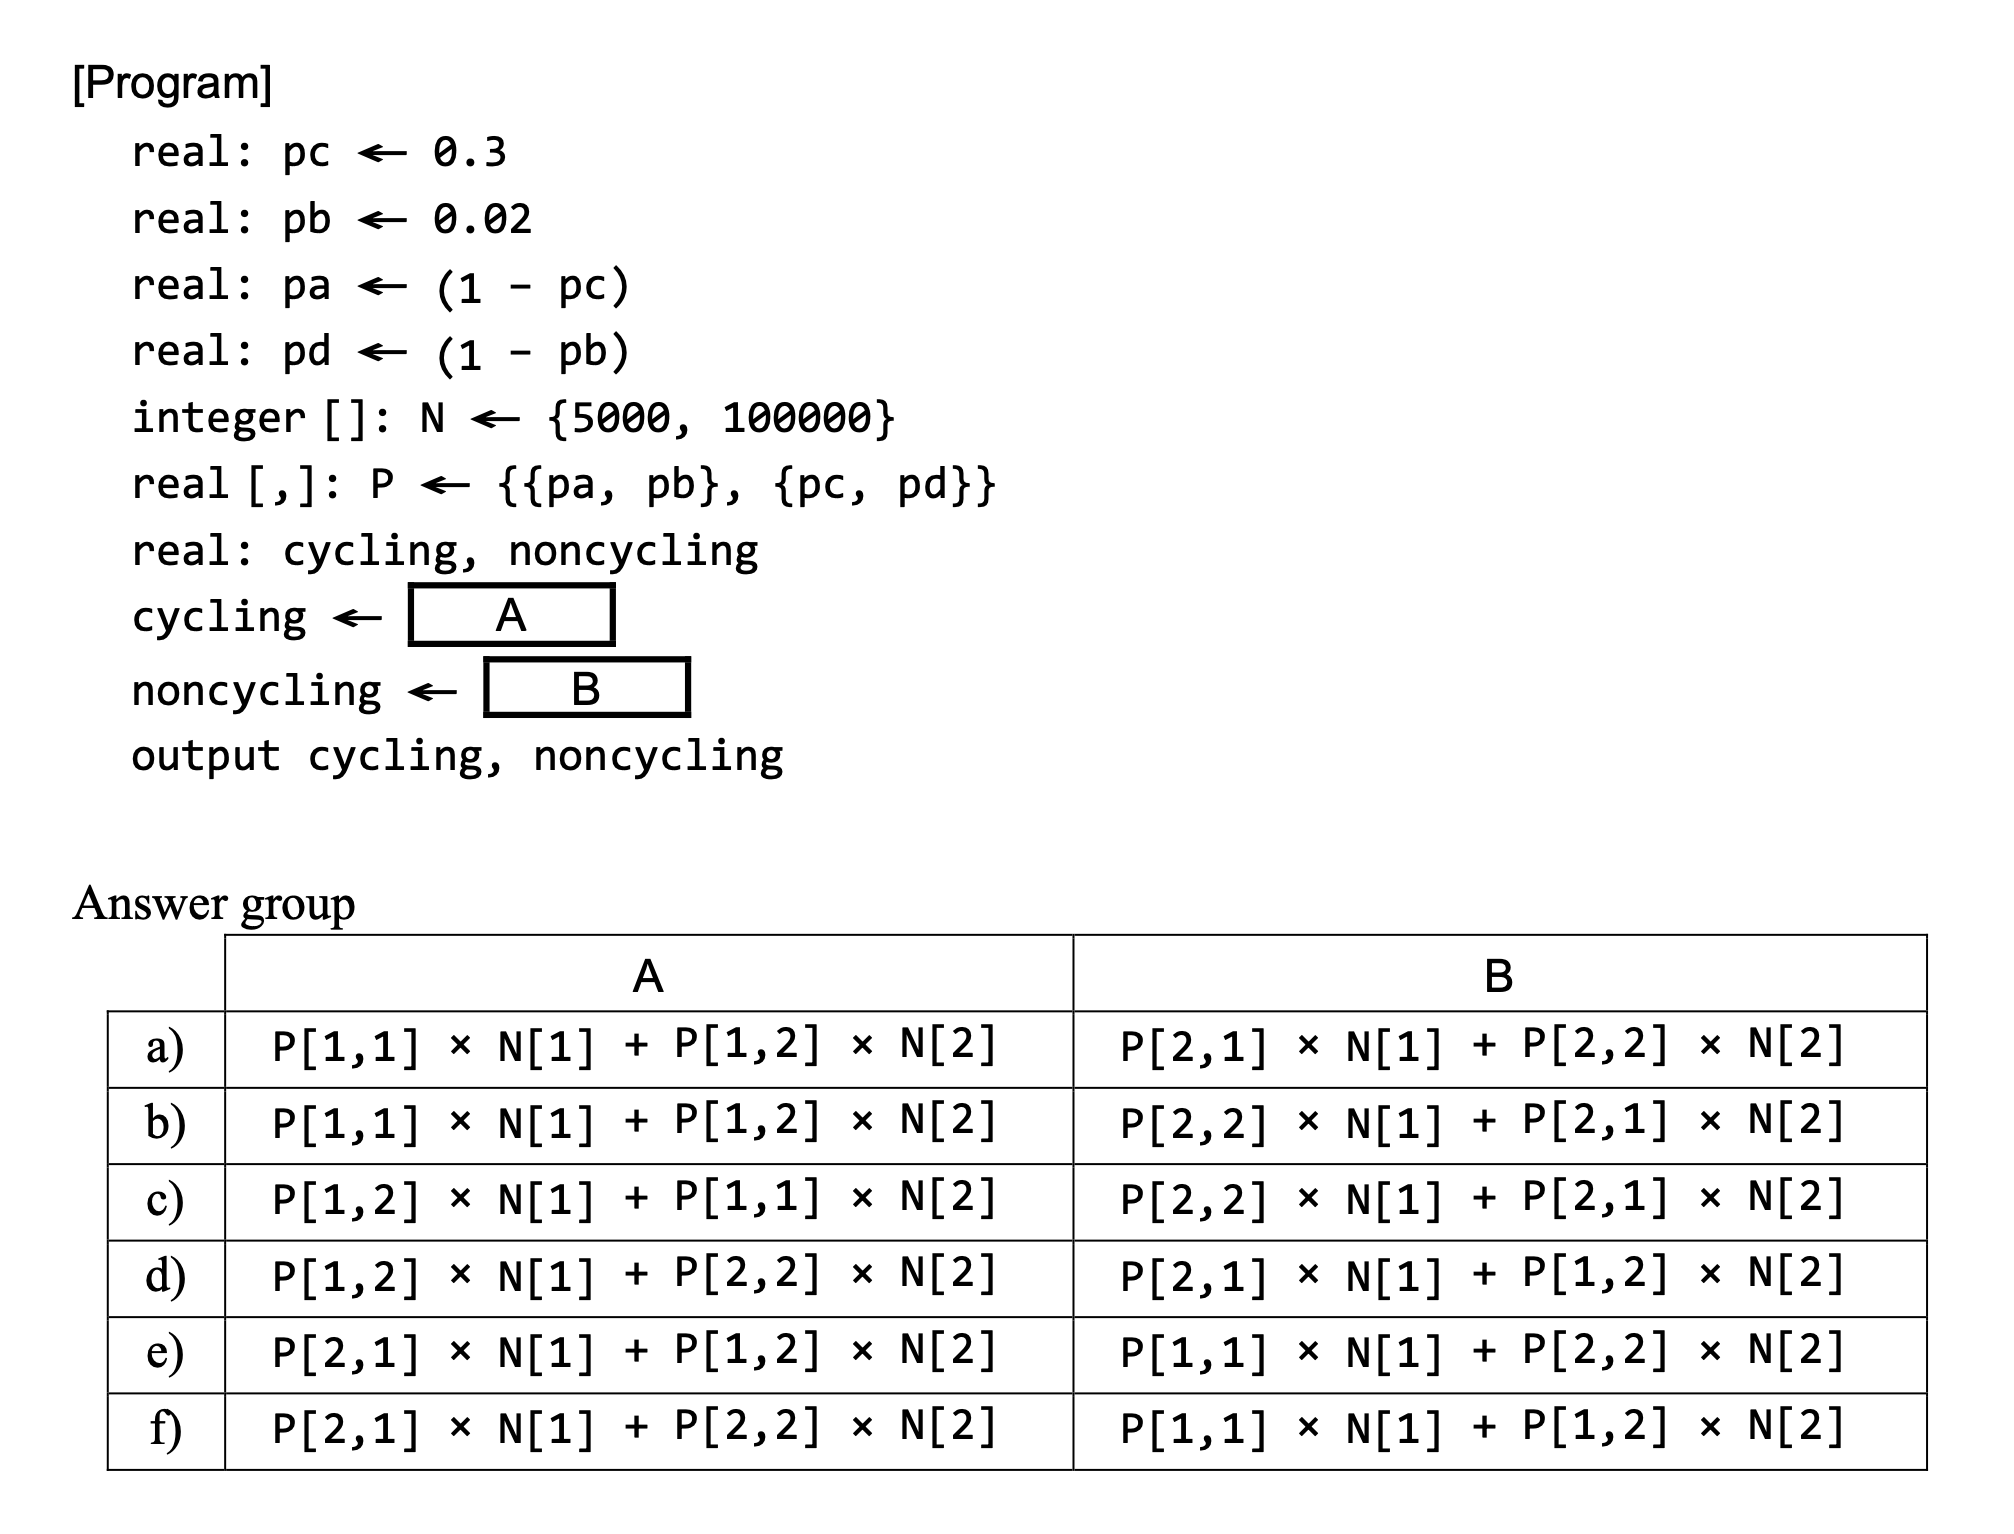 [Program]
real: pc ← 0.3
real: pb ← 0.02
real: pa ← (1 − pc)
real: pd ← (1 − pb)
integer []: N ← {5000, 100000}
real [,]: P ← {{pa, pb}, {pc, pd}}
real: cycling, noncycling
cycling ← A
noncycling ← B
output cycling, noncycling
Answer group
A B
a) P[1,1] × N[1] + P[1,2] × N[2] P[2,1] × N[1] + P[2,2] × N[2]
b) P[1,1] × N[1] + P[1,2] × N[2] P[2,2] × N[1] + P[2,1] × N[2]
c) P[1,2] × N[1] + P[1,1] × N[2] P[2,2] × N[1] + P[2,1] × N[2]
d) P[1,2] × N[1] + P[2,2] × N[2] P[2,1] × N[1] + P[1,2] × N[2]
e) P[2,1] × N[1] + P[1,2] × N[2] P[1,1] × N[1] + P[2,2] × N[2]
f) P[2,1] × N[1] + P[2,2] × N[2] P[1,1] × N[1] + P[1,2] × N[2]